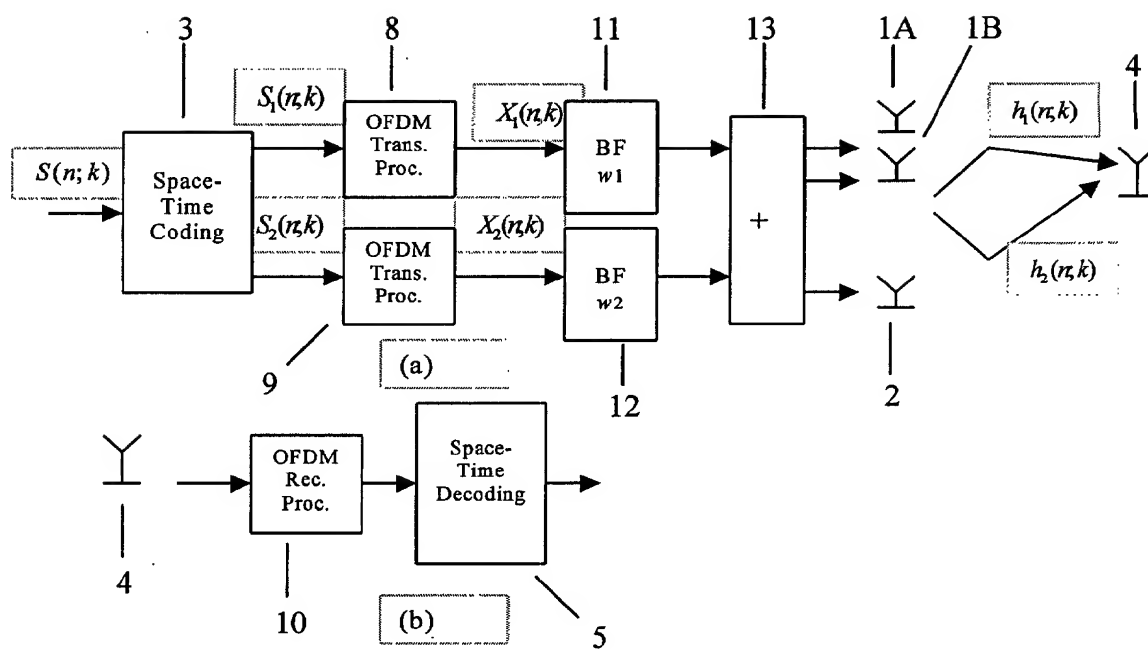 3 8 11 13 1A 1B 4
S₁(n,k) X₁(n,k) h₁(n,k)
OFDM
Trans.
Proc.
BF
w1
S(n; k)
Space-
Time
Coding
S₂(n,k) X₂(n,k)
+
OFDM
Trans.
Proc.
BF
w2
h₂(n,k)
9 (a) 12 2
OFDM
Rec.
Proc.
Space-
Time
Decoding
4 10 (b) 5